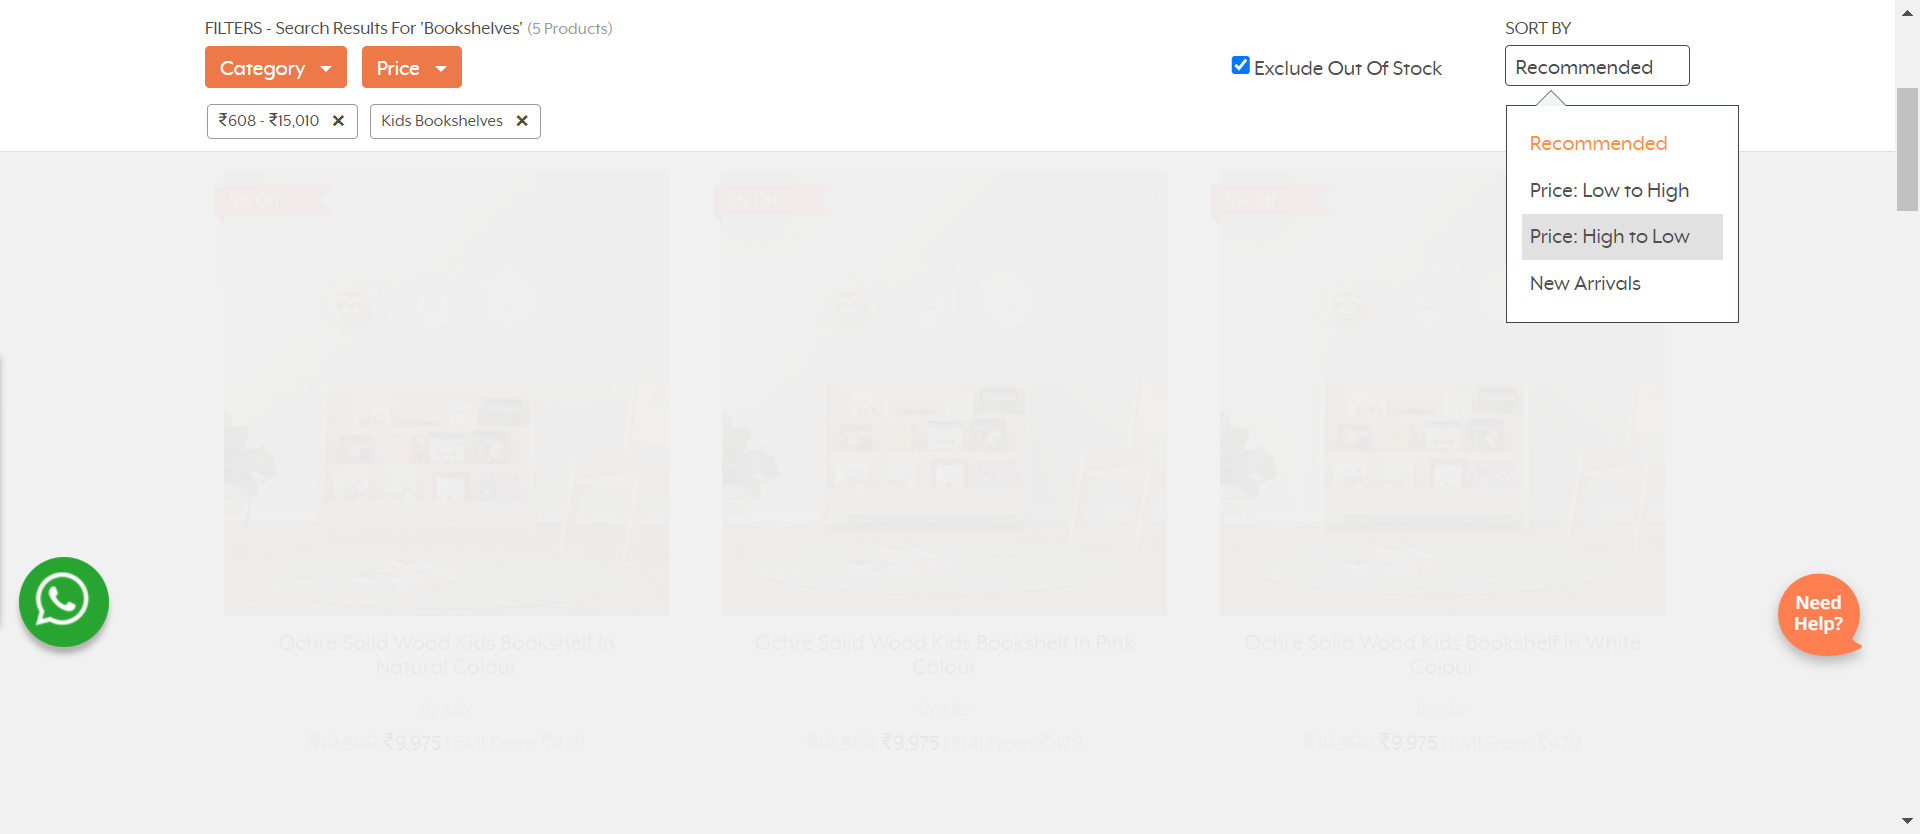 FILTERS - Search Results For 'Bookshelves' (5 Products)
SORT BY
Category
Price
Exclude Out Of Stock
Recommended
₹608 - ₹15,010 ✕
Kids Bookshelves ✕
Recommended
Price: Low to High
Price: High to Low
New Arrivals
5% Off
5% Off
5% Off
Ochre Solid Wood Kids Bookshelf In
Natural Colour
By X&Y
₹10,500 ₹9,975 | EMI From ₹479
Ochre Solid Wood Kids Bookshelf In Pink
Colour
By X&Y
₹10,500 ₹9,975 | EMI From ₹479
Ochre Solid Wood Kids Bookshelf In White
Colour
By X&Y
₹10,500 ₹9,975 | EMI From ₹479
Need
Help?